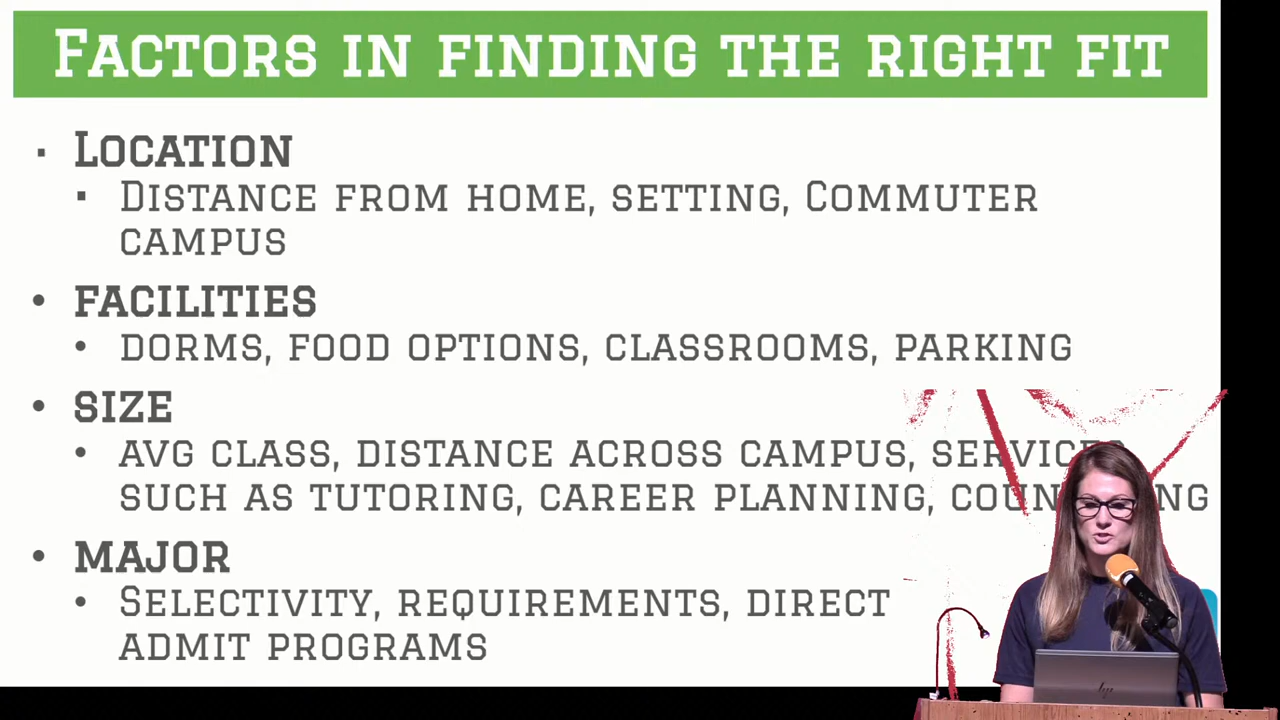 Factors in finding the right fit
▪ Location
▪ Distance from home, setting, Commuter
campus
• FACILITIES
• DORMS, FOOD OPTIONS, CLASSROOMS, PARKING
• SIZE
• AVG CLASS, DISTANCE ACROSS CAMPUS,
SUCH AS TUTORING, CAREER PLANNING,
• MAJOR
• Selectivity, requirements, direct
admit programs
hp